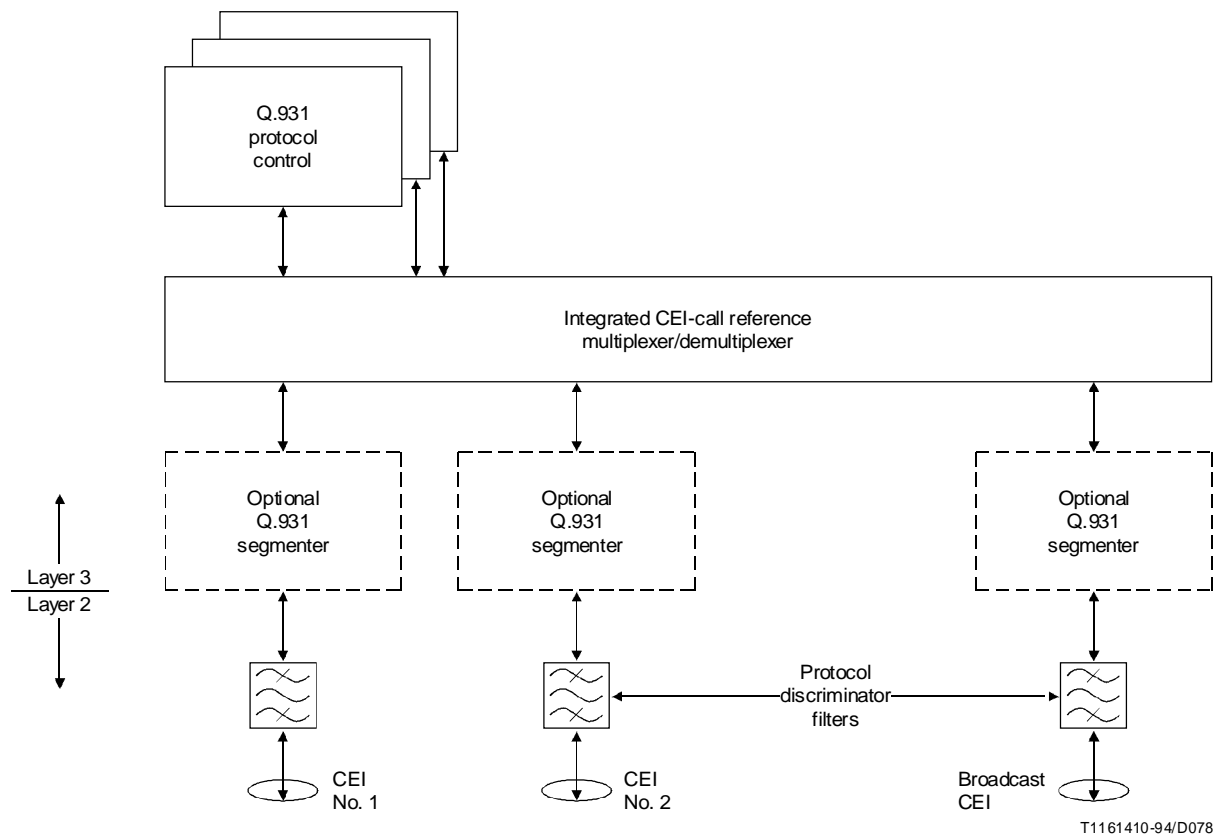 Q.931
protocol
control
Integrated CEI-call reference
multiplexer/demultiplexer
Optional
Q.931
segmenter
Optional
Q.931
segmenter
Optional
Q.931
segmenter
Layer 3
Layer 2
Protocol
discriminator
filters
CEI
No. 1
CEI
No. 2
Broadcast
CEI
T1161410-94/D078